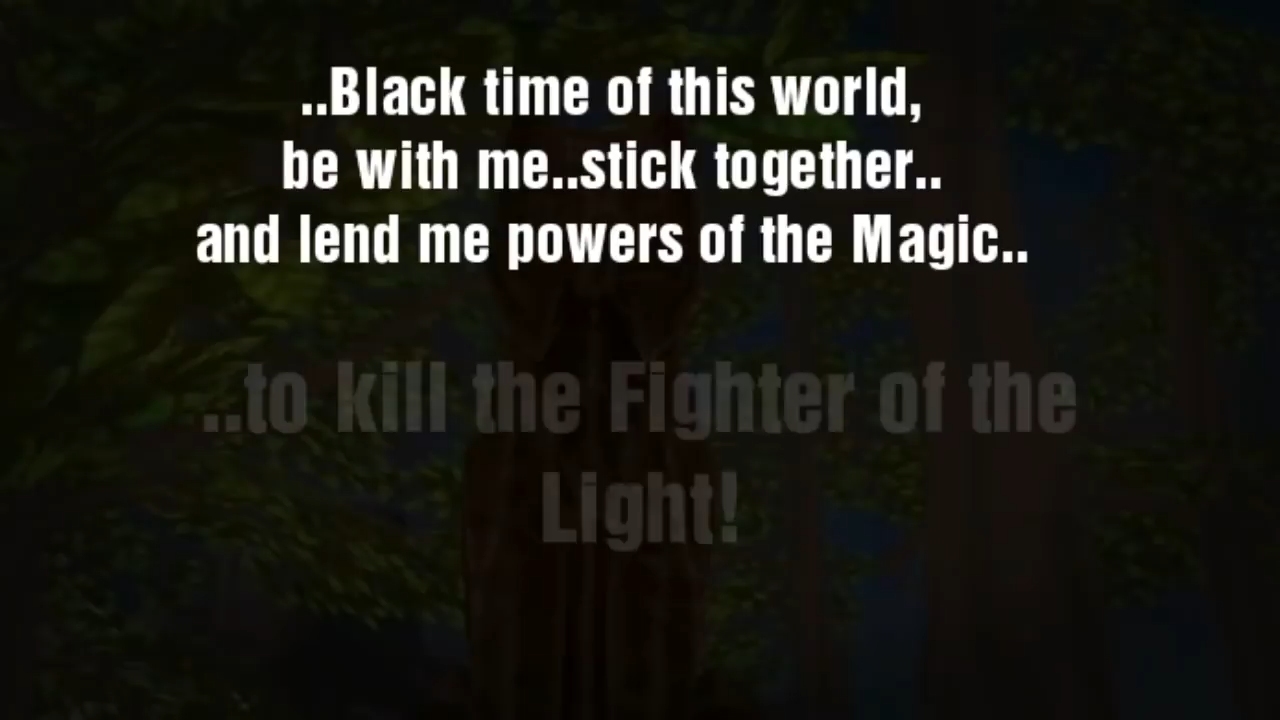 ..Black time of this world,
be with me..stick together..
and lend me powers of the Magic..
..to kill the Fighter of the
Light!